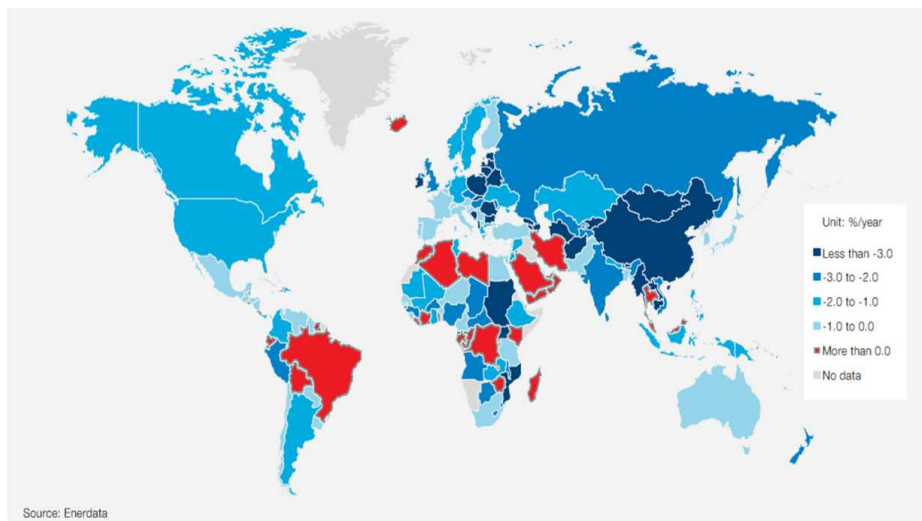 Unit: %/year
Less than -3.0
-3.0 to -2.0
-2.0 to -1.0
-1.0 to 0.0
More than 0.0
No data
Source: Enerdata